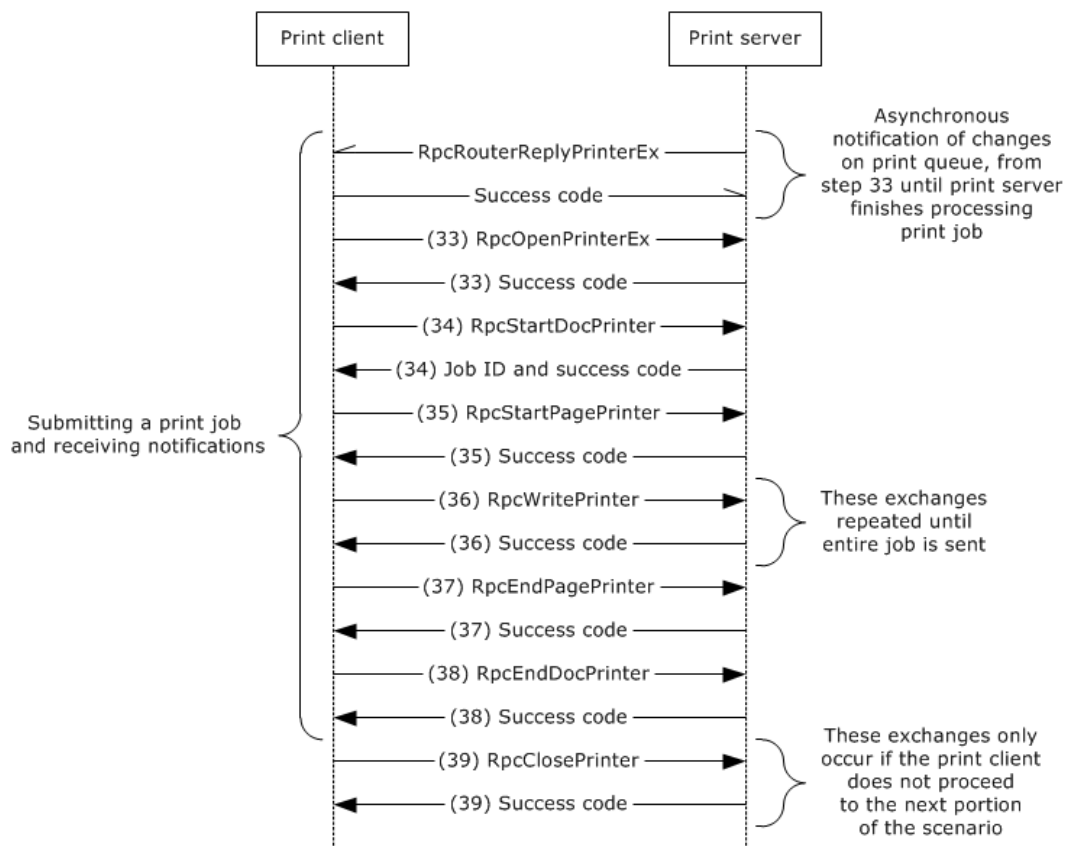 Print client
Print server
Asynchronous
notification of changes
on print queue, from
step 33 until print server
finishes processing
print job
RpcRouterReplyPrinterEx
Success code
(33) RpcOpenPrinterEx
(33) Success code
(34) RpcStartDocPrinter
(34) Job ID and success code
Submitting a print job
and receiving notifications
(35) RpcStartPagePrinter
(35) Success code
(36) RpcWritePrinter
(36) Success code
These exchanges
repeated until
entire job is sent
(37) RpcEndPagePrinter
(37) Success code
(38) RpcEndDocPrinter
(38) Success code
(39) RpcClosePrinter
(39) Success code
These exchanges only
occur if the print client
does not proceed
to the next portion
of the scenario